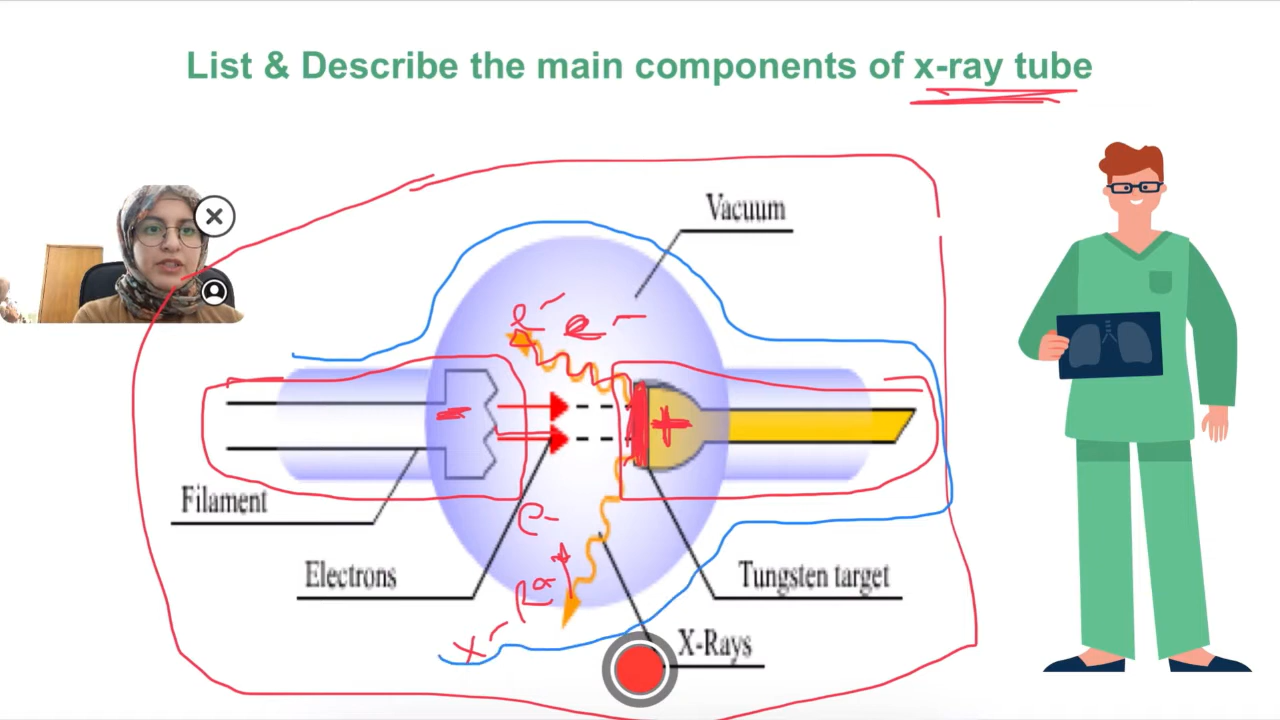 List & Describe the main components of x-ray tube
Vacuum
e⁻ e⁻
-
+
Filament
e-
Electrons
Tungsten target
X-Rays